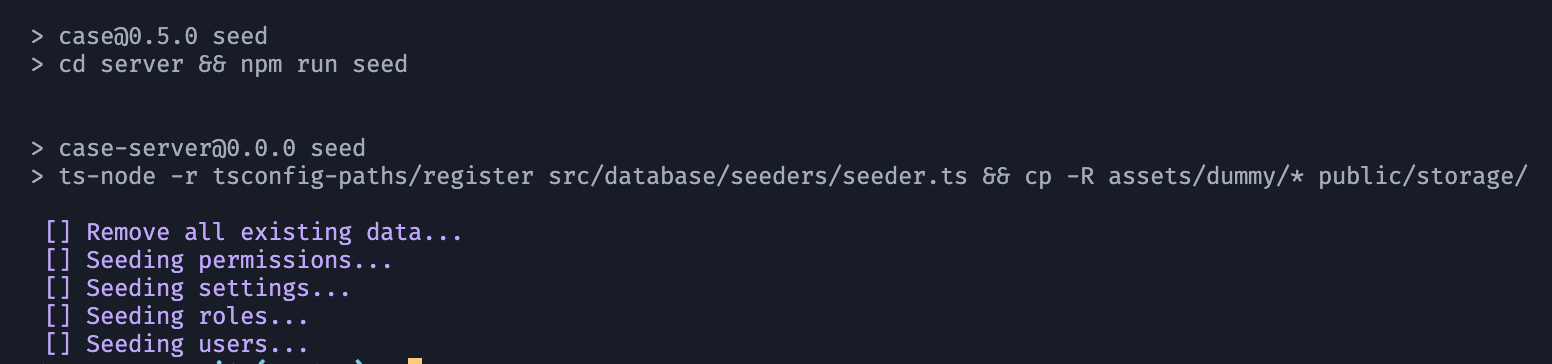 > case@0.5.0 seed
> cd server && npm run seed
> case-server@0.0.0 seed
> ts-node -r tsconfig-paths/register src/database/seeders/seeder.ts && cp -R assets/dummy/* public/storage/
[] Remove all existing data...
[] Seeding permissions...
[] Seeding settings...
[] Seeding roles...
[] Seeding users...